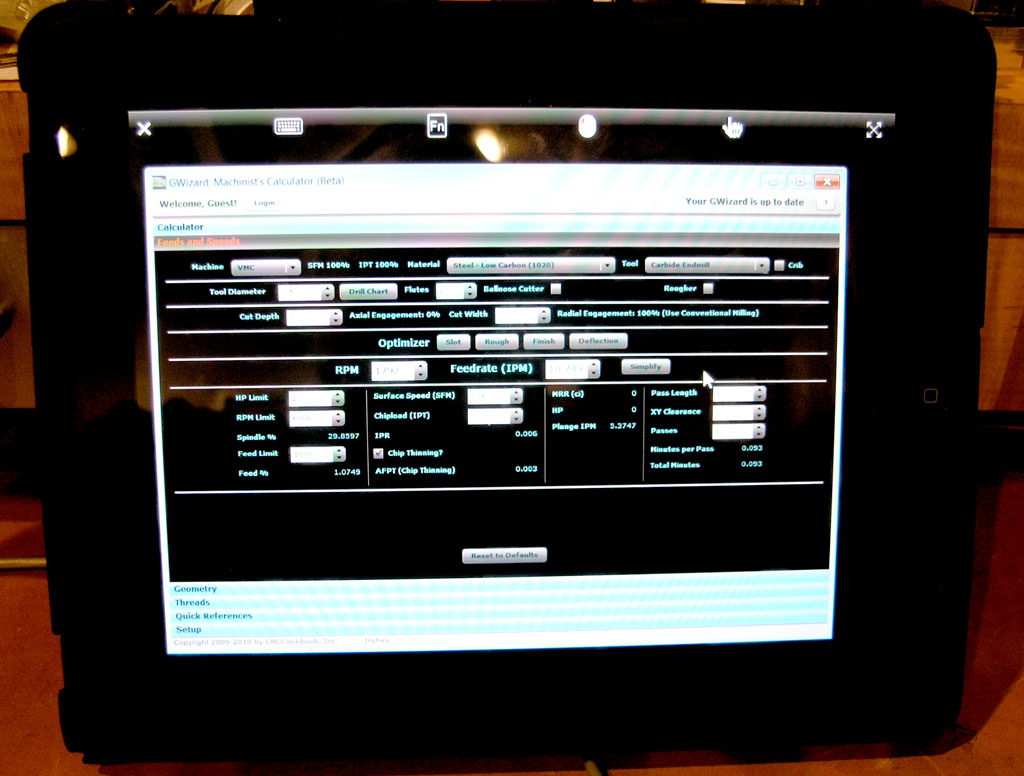 Fn
GWizard: Machinist's Calculator (Beta)
Welcome, Guest! Login Your GWizard is up to date
Calculator
Feeds and Speeds
Machine VMC SFM 100% IPT 100% Material Steel - Low Carbon (1020) Tool Carbide Endmill Crib
Tool Diameter Drill Chart Flutes Ballnose Cutter Rougher
Cut Depth Axial Engagement: 0% Cut Width Radial Engagement: 100% (Use Conventional Milling)
Optimizer Slot Rough Finish Deflection
RPM 1792 Feedrate (IPM) 10.749 Simplify
HP Limit Surface Speed (SFM) MRR (ci) 0 Pass Length
RPM Limit Chipload (IPT) HP 0 XY Clearance
Spindle % 29.8597 IPR 0.006 Plunge IPM 5.3747 Passes
Feed Limit Chip Thinning? Minutes per Pass 0.093
Feed % 1.0749 AFPT (Chip Thinning) 0.003 Total Minutes 0.093
Reset to Defaults
Geometry
Threads
Quick References
Setup
Copyright 2009-2010 by CNCCookbook, Inc. Inches